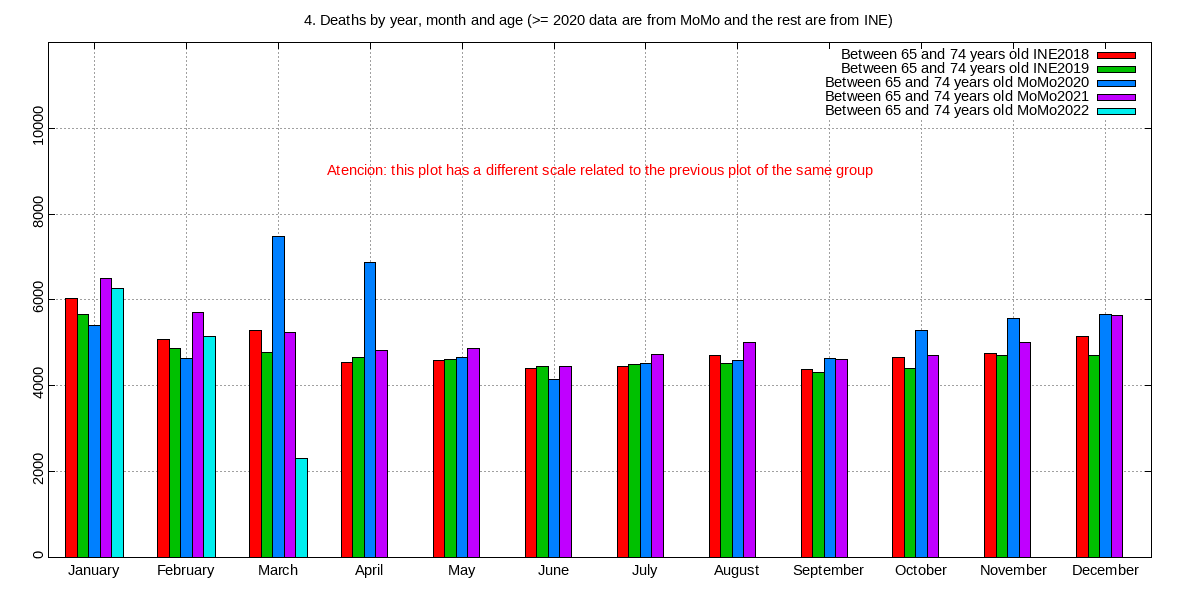 4. Deaths by year, month and age (>= 2020 data are from MoMo and the rest are from INE)
Between 65 and 74 years old INE2018
Between 65 and 74 years old INE2019
Between 65 and 74 years old MoMo2020
Between 65 and 74 years old MoMo2021
Between 65 and 74 years old MoMo2022
Atencion: this plot has a different scale related to the previous plot of the same group
10000
8000
6000
4000
2000
0
January February March April May June July August September October November December